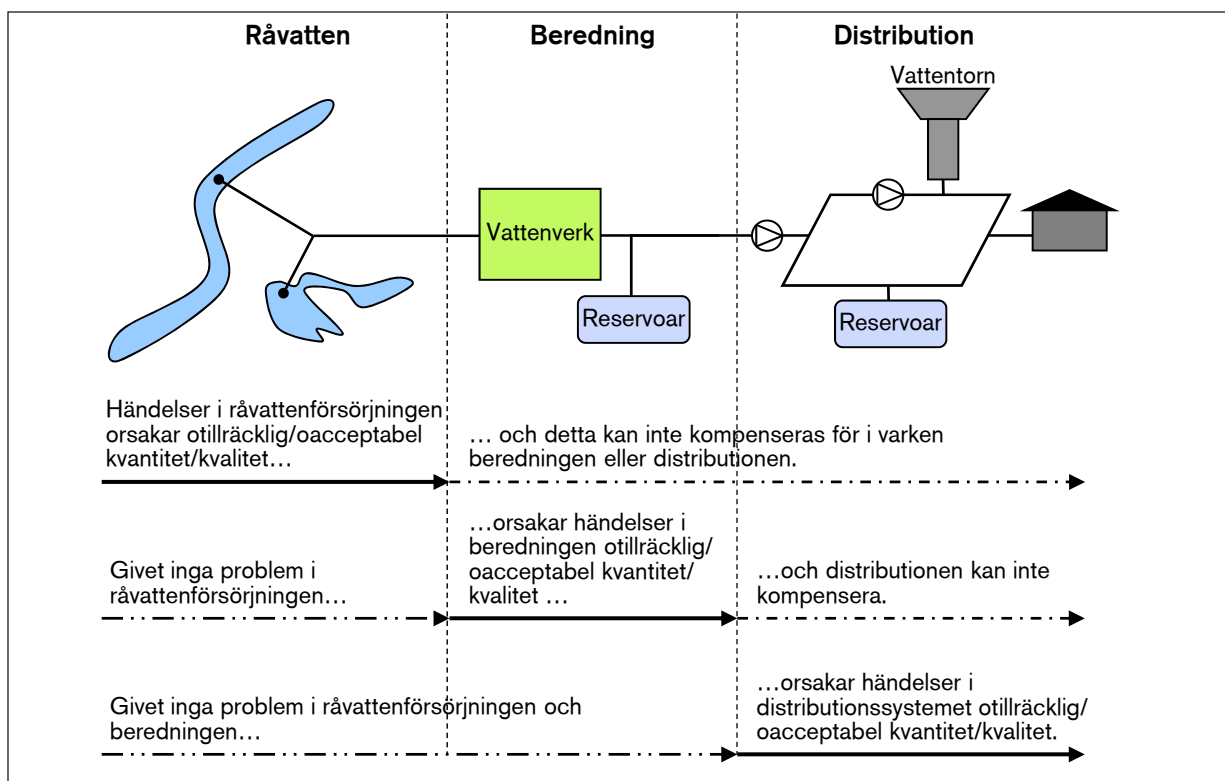 Råvatten
Beredning
Distribution
Vattentorn
Vattenverk
Reservoar
Reservoar
Händelser i råvattenförsörjningen
orsakar otillräcklig/oacceptabel
kvantitet/kvalitet…
… och detta kan inte kompenseras för i varken
beredningen eller distributionen.
Givet inga problem i
råvattenförsörjningen…
…orsakar händelser i
beredningen otillräcklig/
oacceptabel kvantitet/
kvalitet …
…och distributionen kan inte
kompensera.
Givet inga problem i råvattenförsörjningen och
beredningen…
…orsakar händelser i
distributionssystemet otillräcklig/
oacceptabel kvantitet/kvalitet.